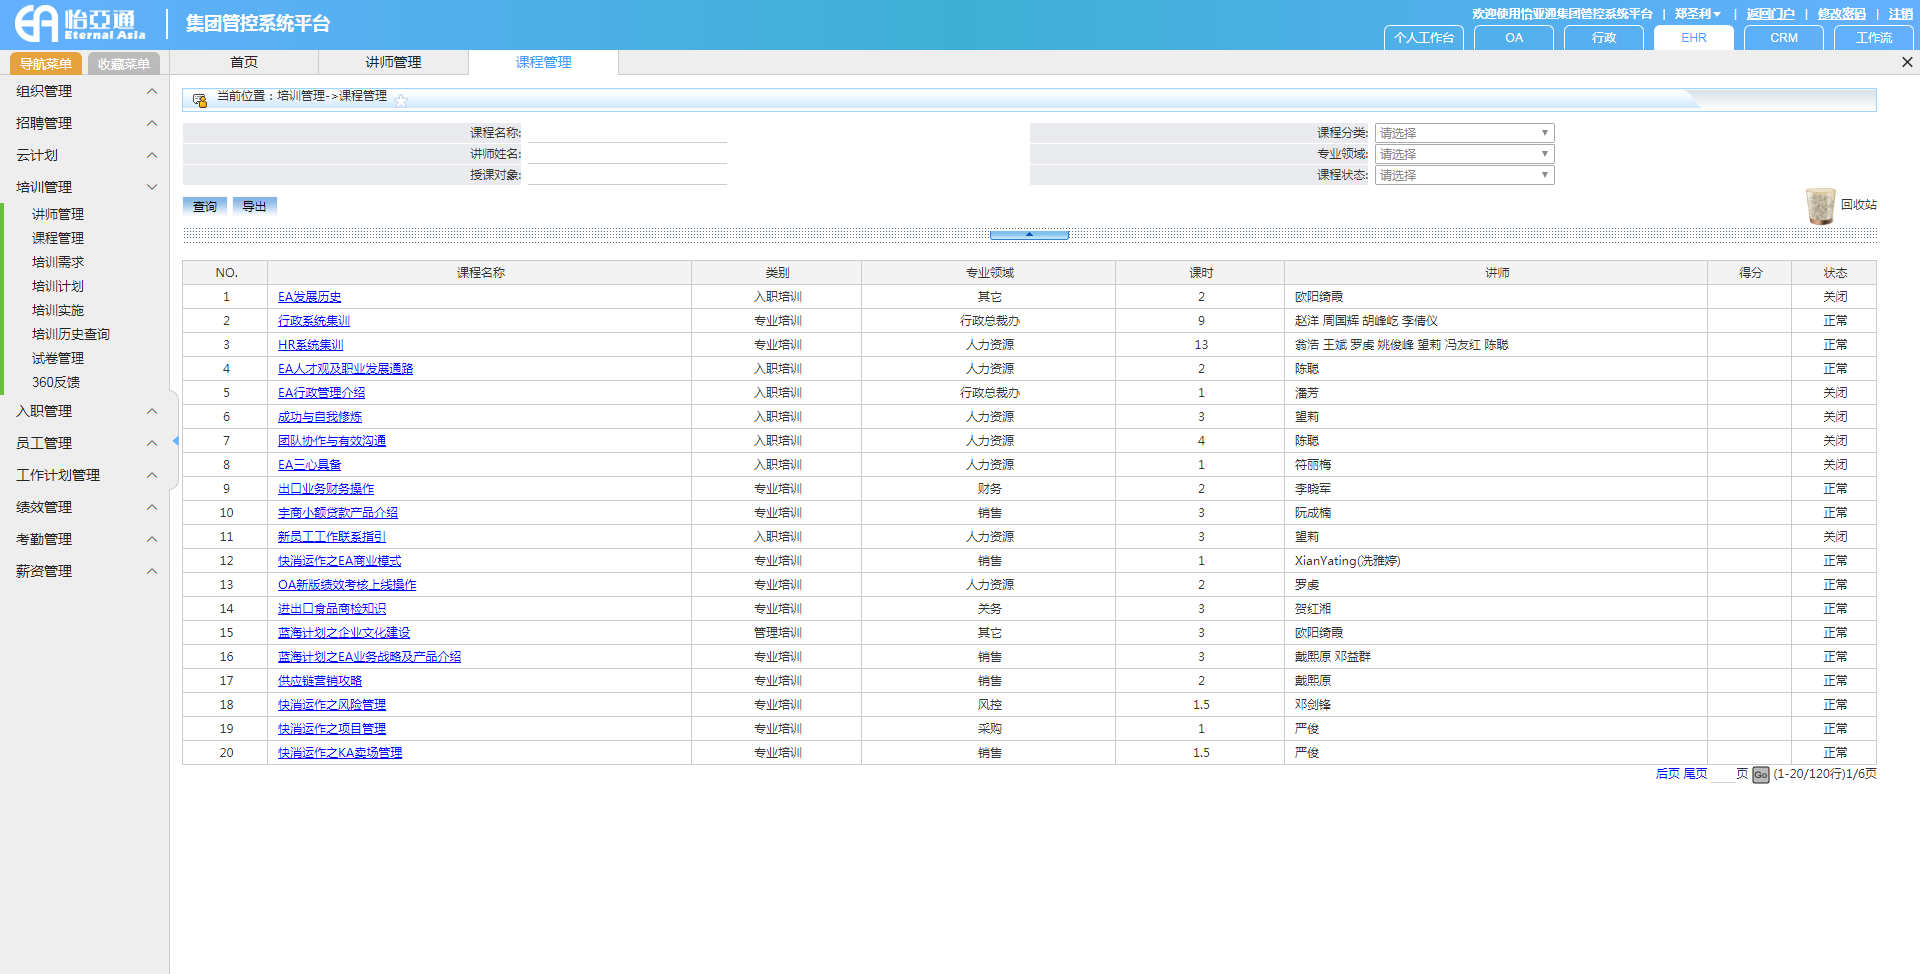 怡亞通
Eternal Asia
集团管控系统平台
欢迎使用怡亚通集团管控系统平台 | 郑圣利 | 返回门户 | 修改密码 | 注销
个人工作台 OA 行政 EHR CRM 工作流
导航菜单 收藏菜单 首页 讲师管理 课程管理
组织管理
招聘管理
云计划
培训管理
讲师管理
课程管理
培训需求
培训计划
培训实施
培训历史查询
试卷管理
360反馈
入职管理
员工管理
工作计划管理
绩效管理
考勤管理
薪资管理
当前位置：培训管理->课程管理
课程名称: 课程分类: 请选择
讲师姓名: 专业领域: 请选择
授课对象: 课程状态: 请选择
查询 导出 回收站
NO. 课程名称 类别 专业领域 课时 讲师 得分 状态
1 EA发展历史 入职培训 其它 2 欧阳绮霞 关闭
2 行政系统集训 专业培训 行政总裁办 9 赵洋 周国辉 胡峰屹 李倩仪 正常
3 HR系统集训 专业培训 人力资源 13 翁浩 王斌 罗虔 姚俊峰 望莉 冯友红 陈聪 正常
4 EA人才观及职业发展通路 入职培训 人力资源 2 陈聪 正常
5 EA行政管理介绍 入职培训 行政总裁办 1 潘芳 关闭
6 成功与自我修炼 入职培训 人力资源 3 望莉 关闭
7 团队协作与有效沟通 入职培训 人力资源 4 陈聪 关闭
8 EA三心具备 入职培训 人力资源 1 符丽梅 关闭
9 出口业务财务操作 专业培训 财务 2 李晓军 正常
10 宇商小额贷款产品介绍 专业培训 销售 3 阮成楠 正常
11 新员工工作联系指引 入职培训 人力资源 3 望莉 关闭
12 快消运作之EA商业模式 专业培训 销售 1 XianYating(冼雅婷) 正常
13 OA新版绩效考核上线操作 专业培训 人力资源 2 罗虔 正常
14 进出口食品商检知识 专业培训 关务 3 贺红湘 正常
15 蓝海计划之企业文化建设 管理培训 其它 3 欧阳绮霞 正常
16 蓝海计划之EA业务战略及产品介绍 专业培训 销售 3 戴熙原 邓益群 正常
17 供应链营销攻略 专业培训 销售 2 戴熙原 正常
18 快消运作之风险管理 专业培训 风控 1.5 邓剑锋 正常
19 快消运作之项目管理 专业培训 采购 1 严俊 正常
20 快消运作之KA卖场管理 专业培训 销售 1.5 严俊 正常
后页 尾页 页 Go (1-20/120行)1/6页